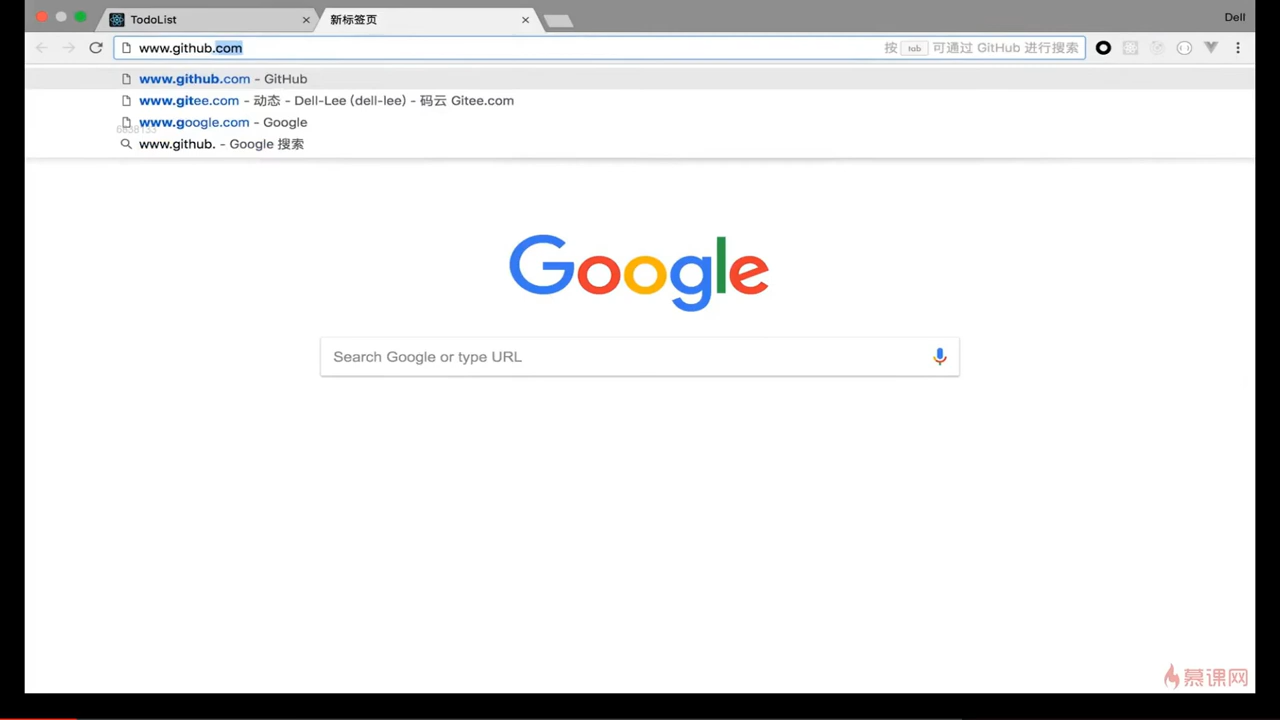 TodoList
新标签页
Dell
www.github.com
按 tab 可通过 GitHub 进行搜索
www.github.com - GitHub
www.gitee.com - 动态 - Dell-Lee (dell-lee) - 码云 Gitee.com
www.google.com - Google
6838133
www.github. - Google 搜索
Google
Search Google or type URL
慕课网